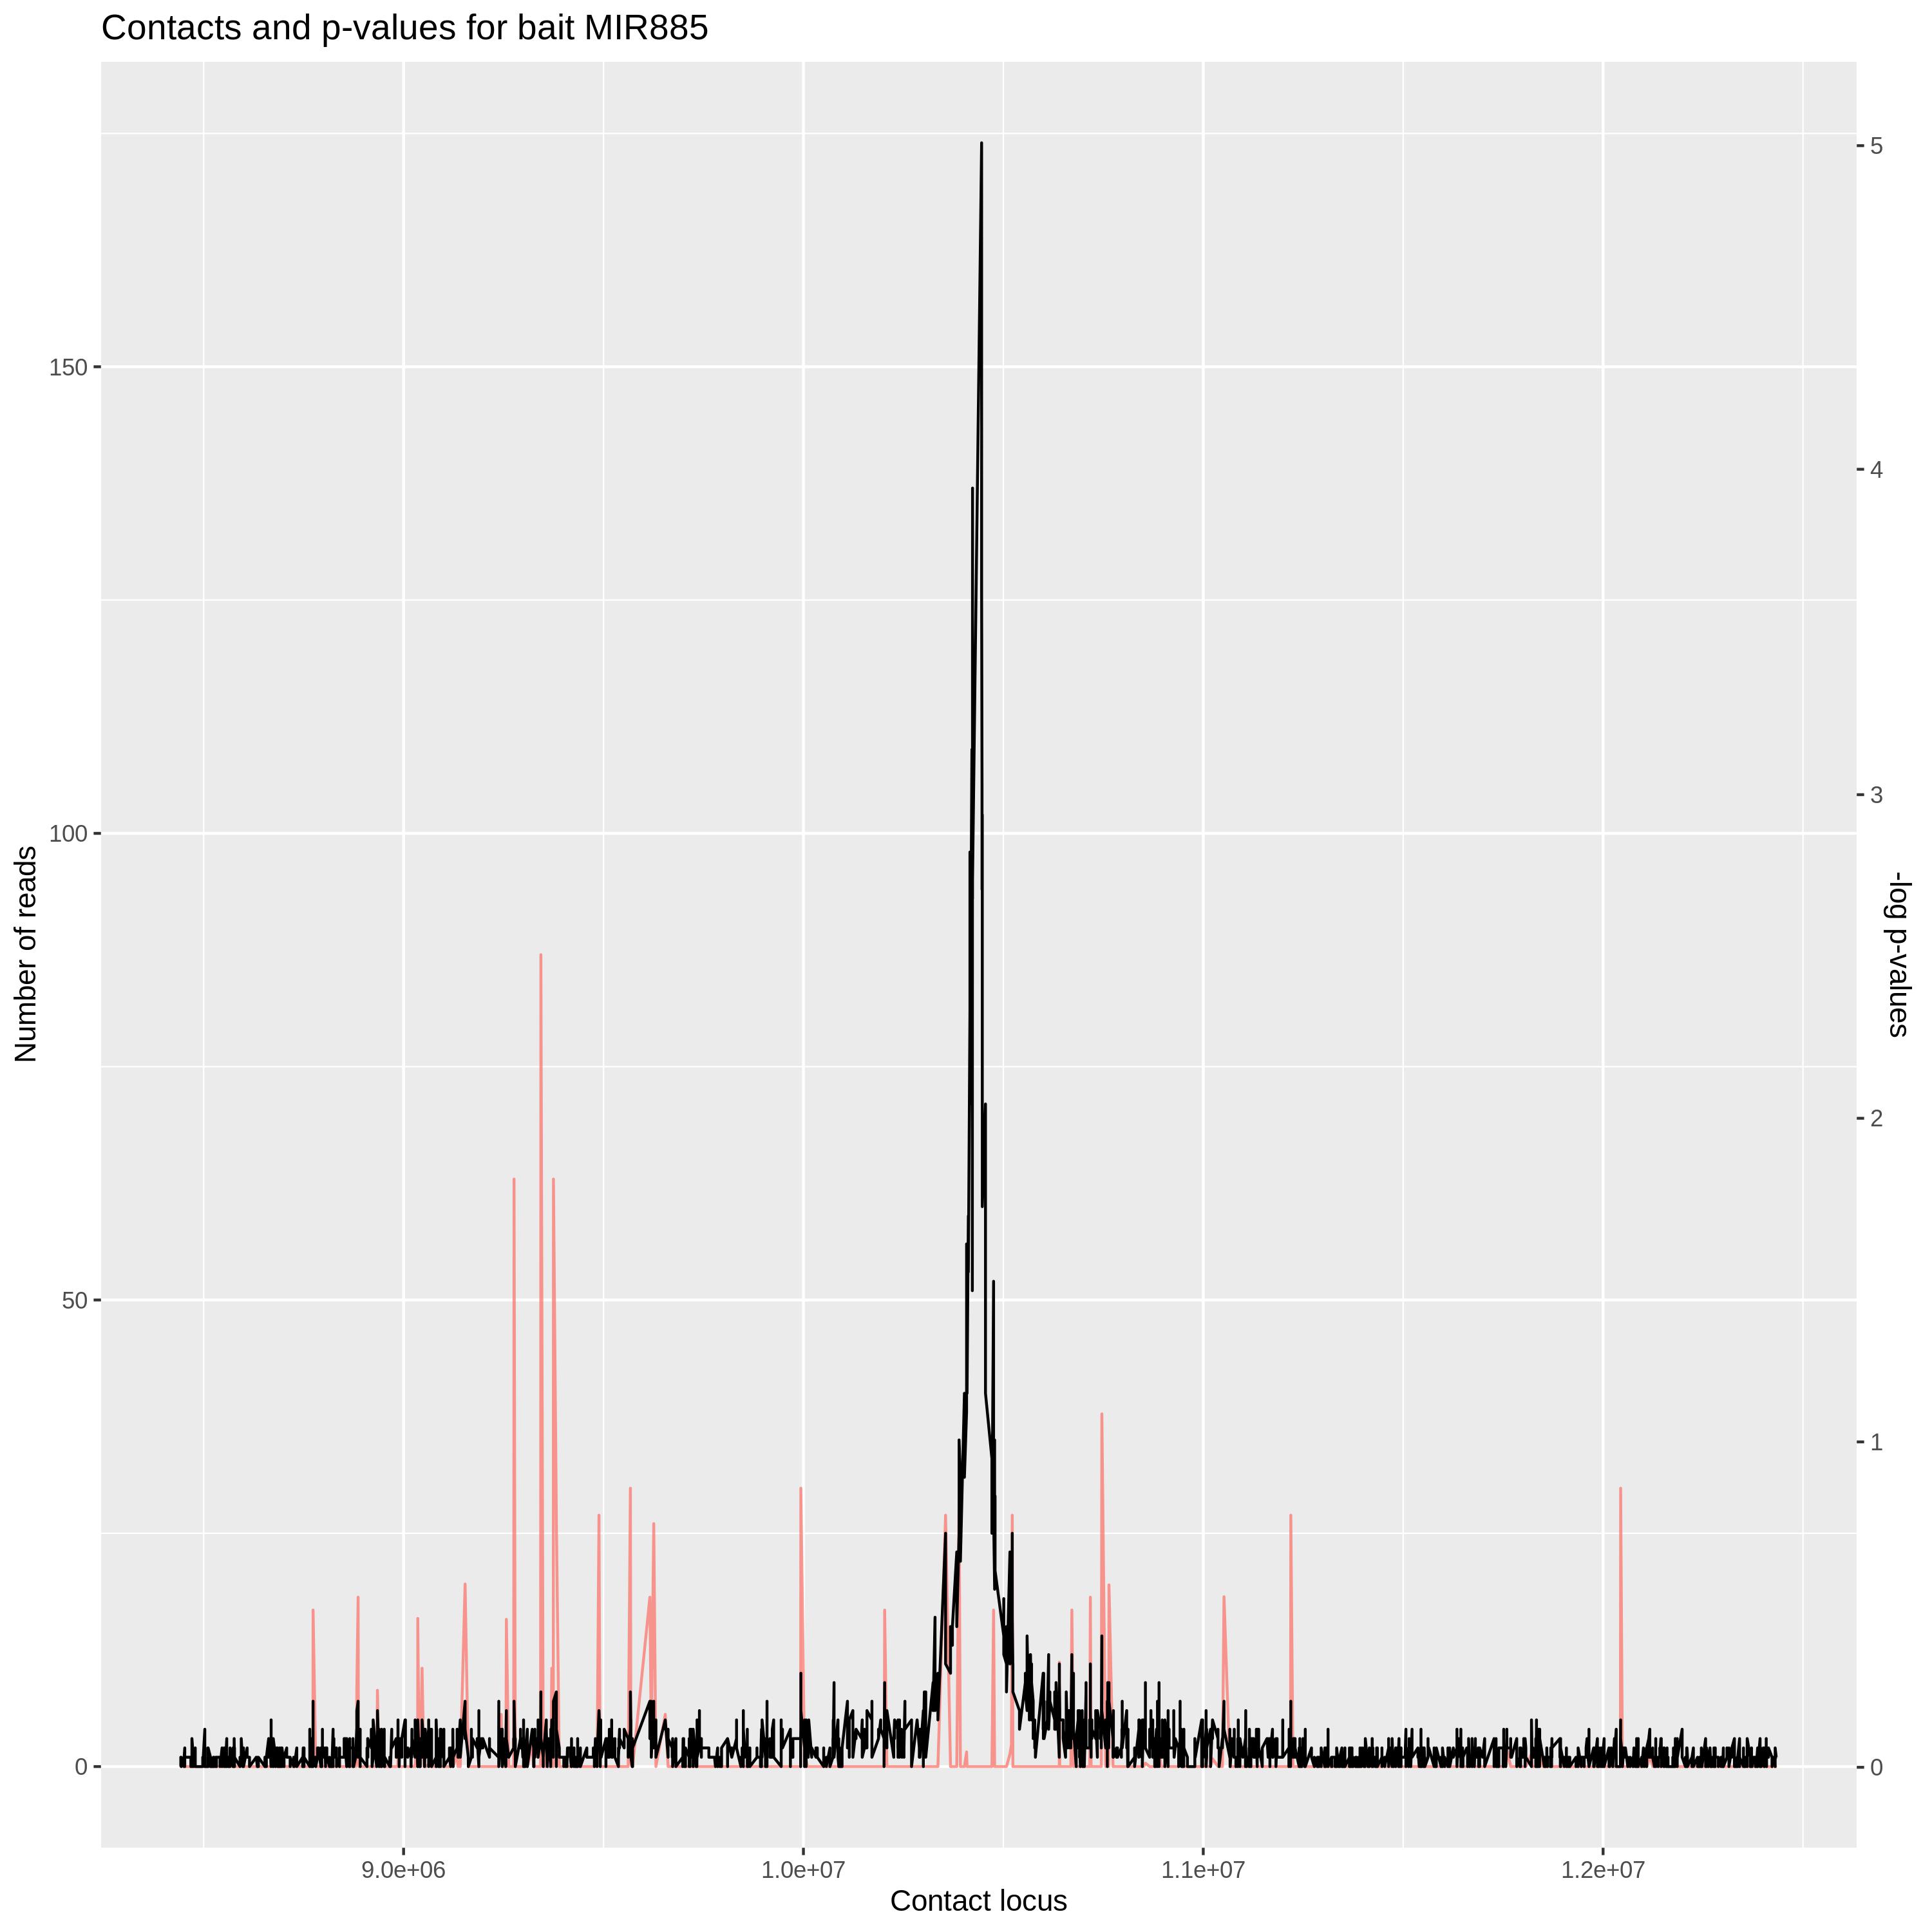 Contacts and p-values for bait MIR885
Number of reads
150
100
50
0
5
4
3
2
1
0
-log p-values
9.0e+06
1.0e+07
1.1e+07
1.2e+07
Contact locus